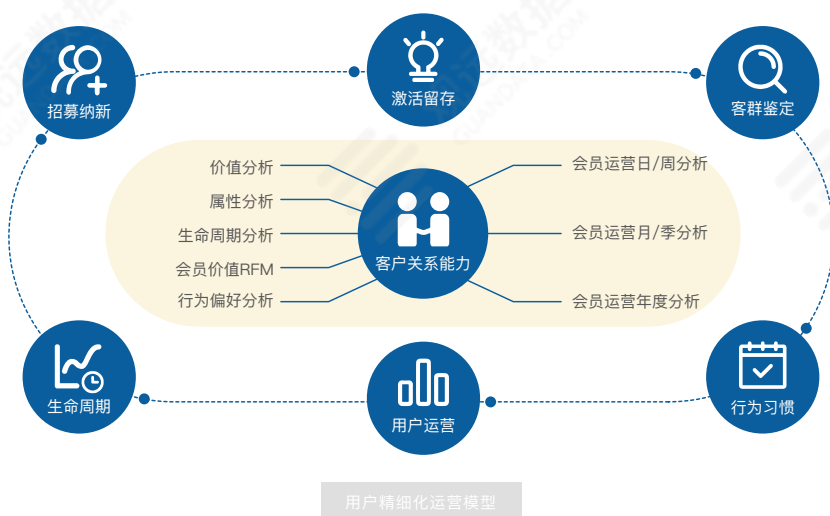 招募纳新
激活留存
客群鉴定
价值分析
属性分析
生命周期分析
会员价值RFM
行为偏好分析
客户关系能力
会员运营日/周分析
会员运营月/季分析
会员运营年度分析
生命周期
用户运营
行为习惯
用户精细化运营模型